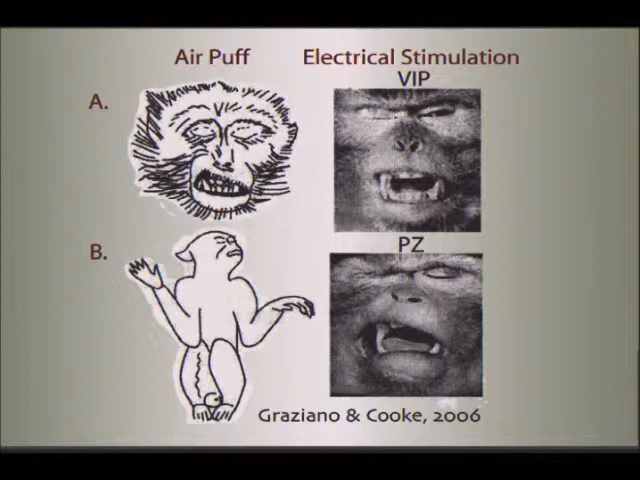 Air Puff
Electrical Stimulation
VIP
A.
PZ
B.
Graziano & Cooke, 2006